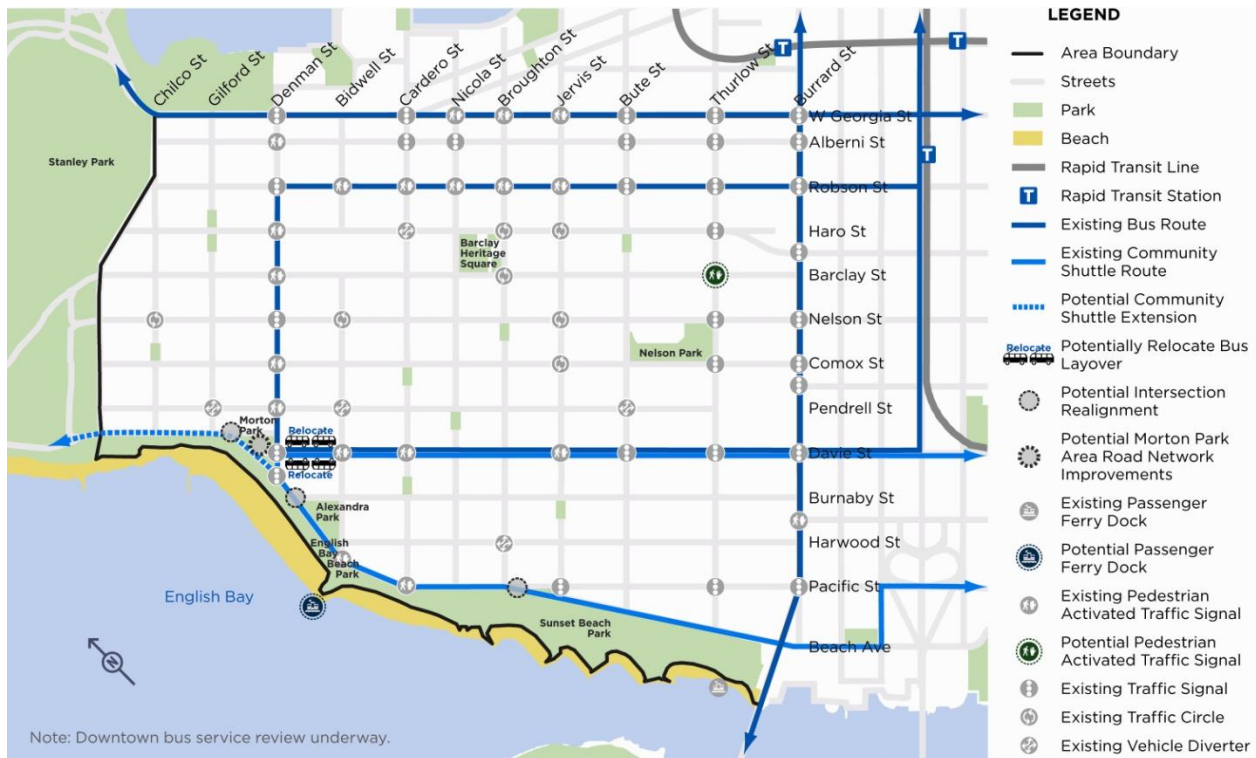 Chilco St
Gilford St
Denman St
Bidwell St
Cardero St
Nicola St
Broughton St
Jervis St
Bute St
Thurlow St
Burrard St
T
T
W Georgia St
Alberni St
T
Stanley Park
Robson St
Haro St
Barclay
Heritage
Square
Barclay St
Nelson St
Nelson Park
Comox St
Pendrell St
Morton
Park
Relocate
Davie St
Relocate
Burnaby St
Alexandra
Park
Harwood St
English
Bay
Beach
Park
Pacific St
English Bay
Sunset Beach
Park
Beach Ave
N
Note: Downtown bus service review underway.
LEGEND
Area Boundary
Streets
Park
Beach
Rapid Transit Line
T
Rapid Transit Station
Existing Bus Route
Existing Community
Shuttle Route
Potential Community
Shuttle Extension
Relocate
Potentially Relocate Bus
Layover
Potential Intersection
Realignment
Potential Morton Park
Area Road Network
Improvements
Existing Passenger
Ferry Dock
Potential Passenger
Ferry Dock
Existing Pedestrian
Activated Traffic Signal
Potential Pedestrian
Activated Traffic Signal
Existing Traffic Signal
Existing Traffic Circle
Existing Vehicle Diverter